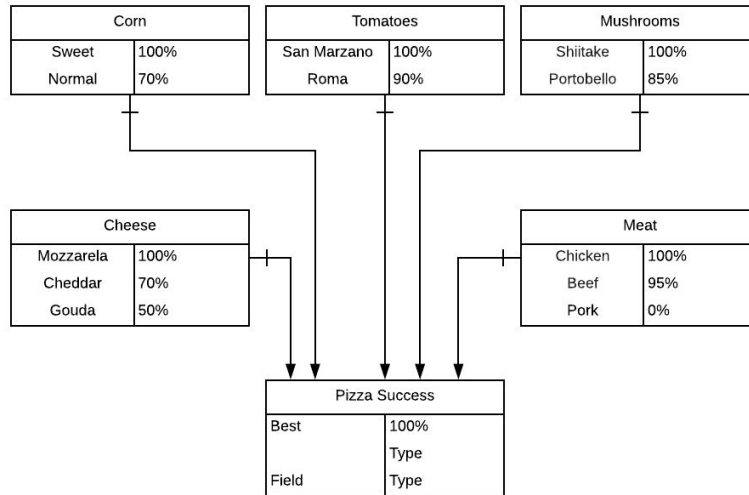 Corn
Sweet 100%
Normal 70%
Tomatoes
San Marzano 100%
Roma 90%
Mushrooms
Shiitake 100%
Portobello 85%
Cheese
Mozzarela 100%
Cheddar 70%
Gouda 50%
Meat
Chicken 100%
Beef 95%
Pork 0%
Pizza Success
Best 100%
Type
Field Type